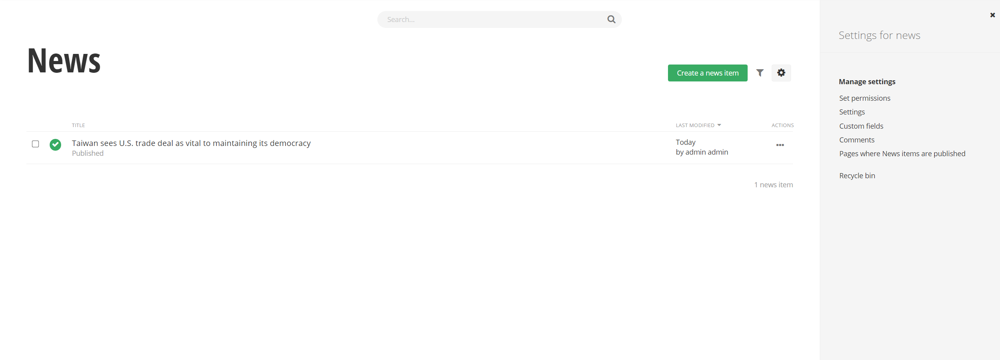 Search...
News
Create a news item
TITLE
LAST MODIFIED
ACTIONS
Taiwan sees U.S. trade deal as vital to maintaining its democracy
Published
Today
by admin admin
1 news item
Settings for news
Manage settings
Set permissions
Settings
Custom fields
Comments
Pages where News items are published
Recycle bin